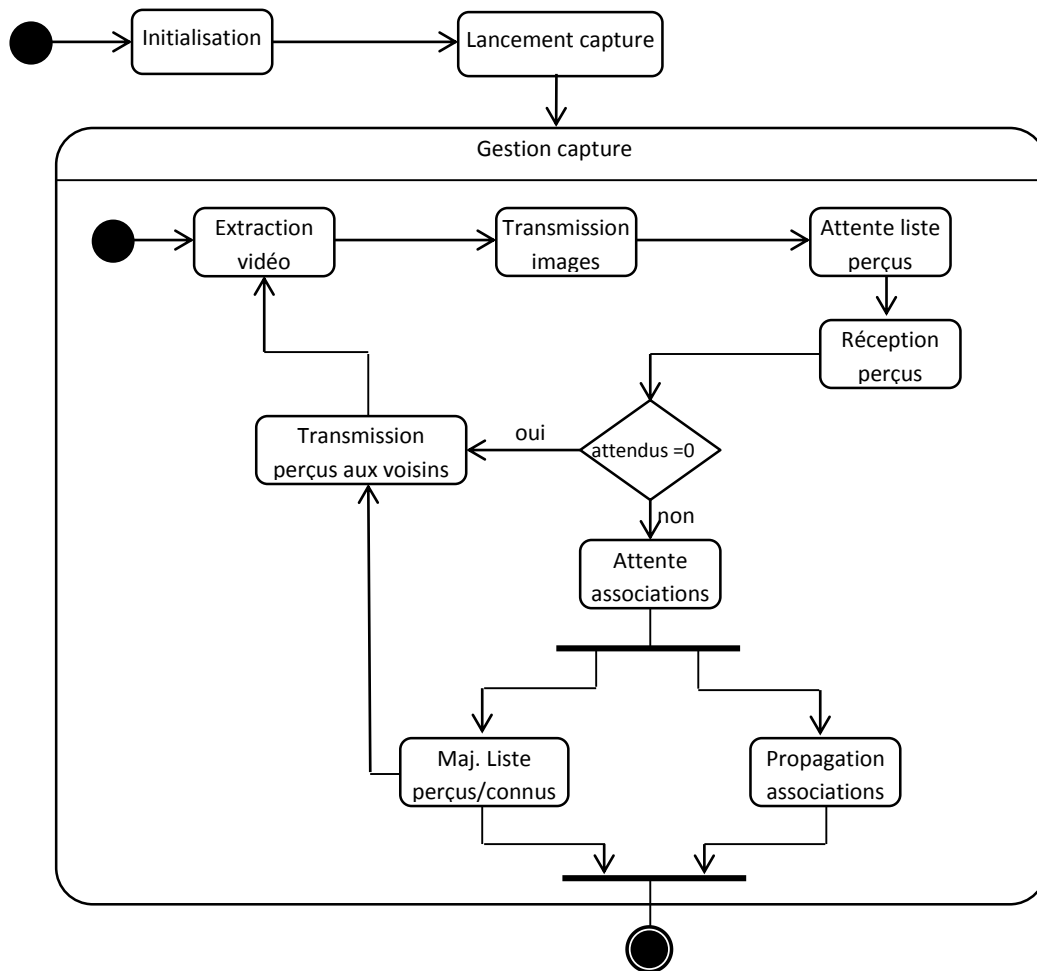 Initialisation
Lancement capture
Gestion capture
Extraction
vidéo
Transmission
images
Attente liste
perçus
Réception
perçus
Transmission
perçus aux voisins
oui
attendus =0
non
Attente
associations
Maj. Liste
perçus/connus
Propagation
associations